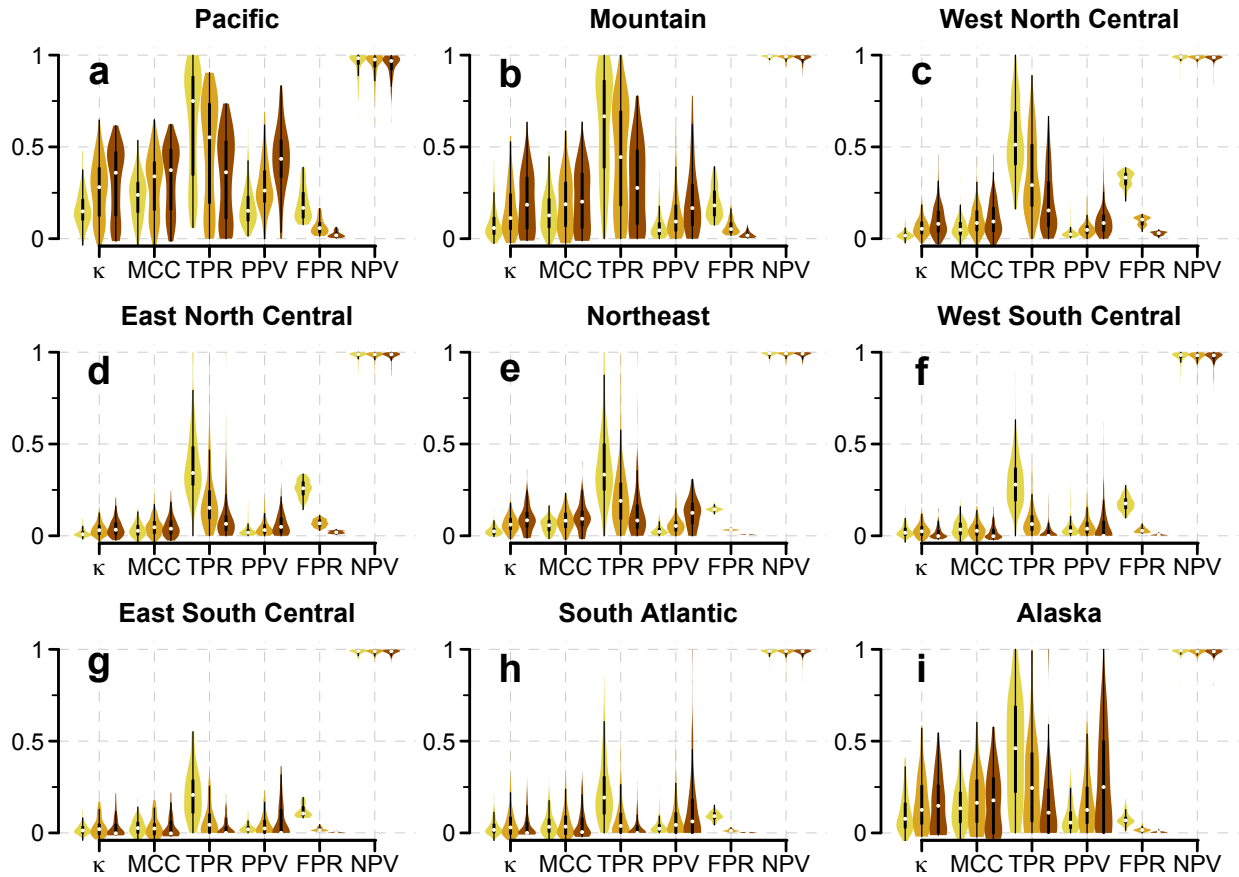 Pacific Mountain West North Central
1 a 1 b 1 c
0.5 0.5 0.5
0 0 0
κ MCC TPR PPV FPR NPV κ MCC TPR PPV FPR NPV κ MCC TPR PPV FPR NPV
East North Central Northeast West South Central
1 d 1 e 1 f
0.5 0.5 0.5
0 0 0
κ MCC TPR PPV FPR NPV κ MCC TPR PPV FPR NPV κ MCC TPR PPV FPR NPV
East South Central South Atlantic Alaska
1 g 1 h 1 i
0.5 0.5 0.5
0 0 0
κ MCC TPR PPV FPR NPV κ MCC TPR PPV FPR NPV κ MCC TPR PPV FPR NPV